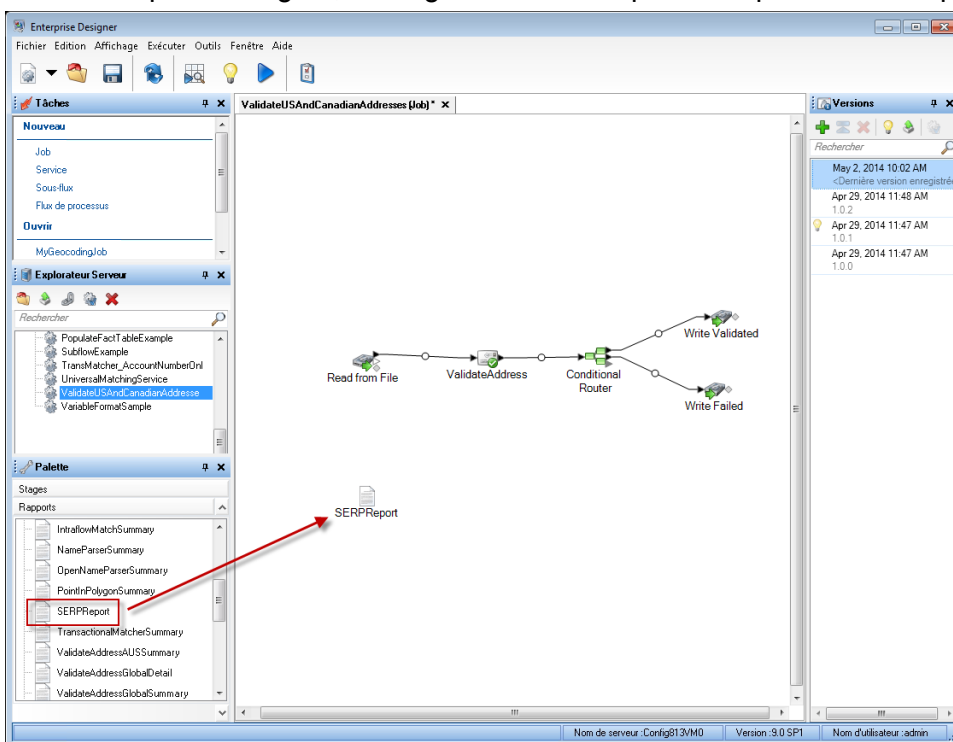 Enterprise Designer
Fichier Edition Affichage Exécuter Outils Fenêtre Aide
Tâches
Nouveau
Job
Service
Sous-flux
Flux de processus
Ouvrir
MyGeocodingJob
Explorateur Serveur
Rechercher
PopulateFactTableExample
SubflowExample
TransMatcher_AccountNumberOnl
UniversalMatchingService
ValidateUSAndCanadianAddresse
VariableFormatSample
Palette
Stages
Rapports
IntraflowMatchSummary
NameParserSummary
OpenNameParserSummary
PointInPolygonSummary
SERPReport
TransactionalMatcherSummary
ValidateAddressAUSSummary
ValidateAddressGlobalDetail
ValidateAddressGlobalSummary
ValidateUSAndCanadianAddresses (Job) *
Read from File
ValidateAddress
Conditional
Router
Write Validated
Write Failed
SERPReport
Versions
Rechercher
May 2, 2014 10:02 AM
<Dernière version enregistrée
Apr 29, 2014 11:48 AM
1.0.2
Apr 29, 2014 11:47 AM
1.0.1
Apr 29, 2014 11:47 AM
1.0.0
Nom de serveur :Config813VM0
Version :9.0 SP1
Nom d'utilisateur :admin